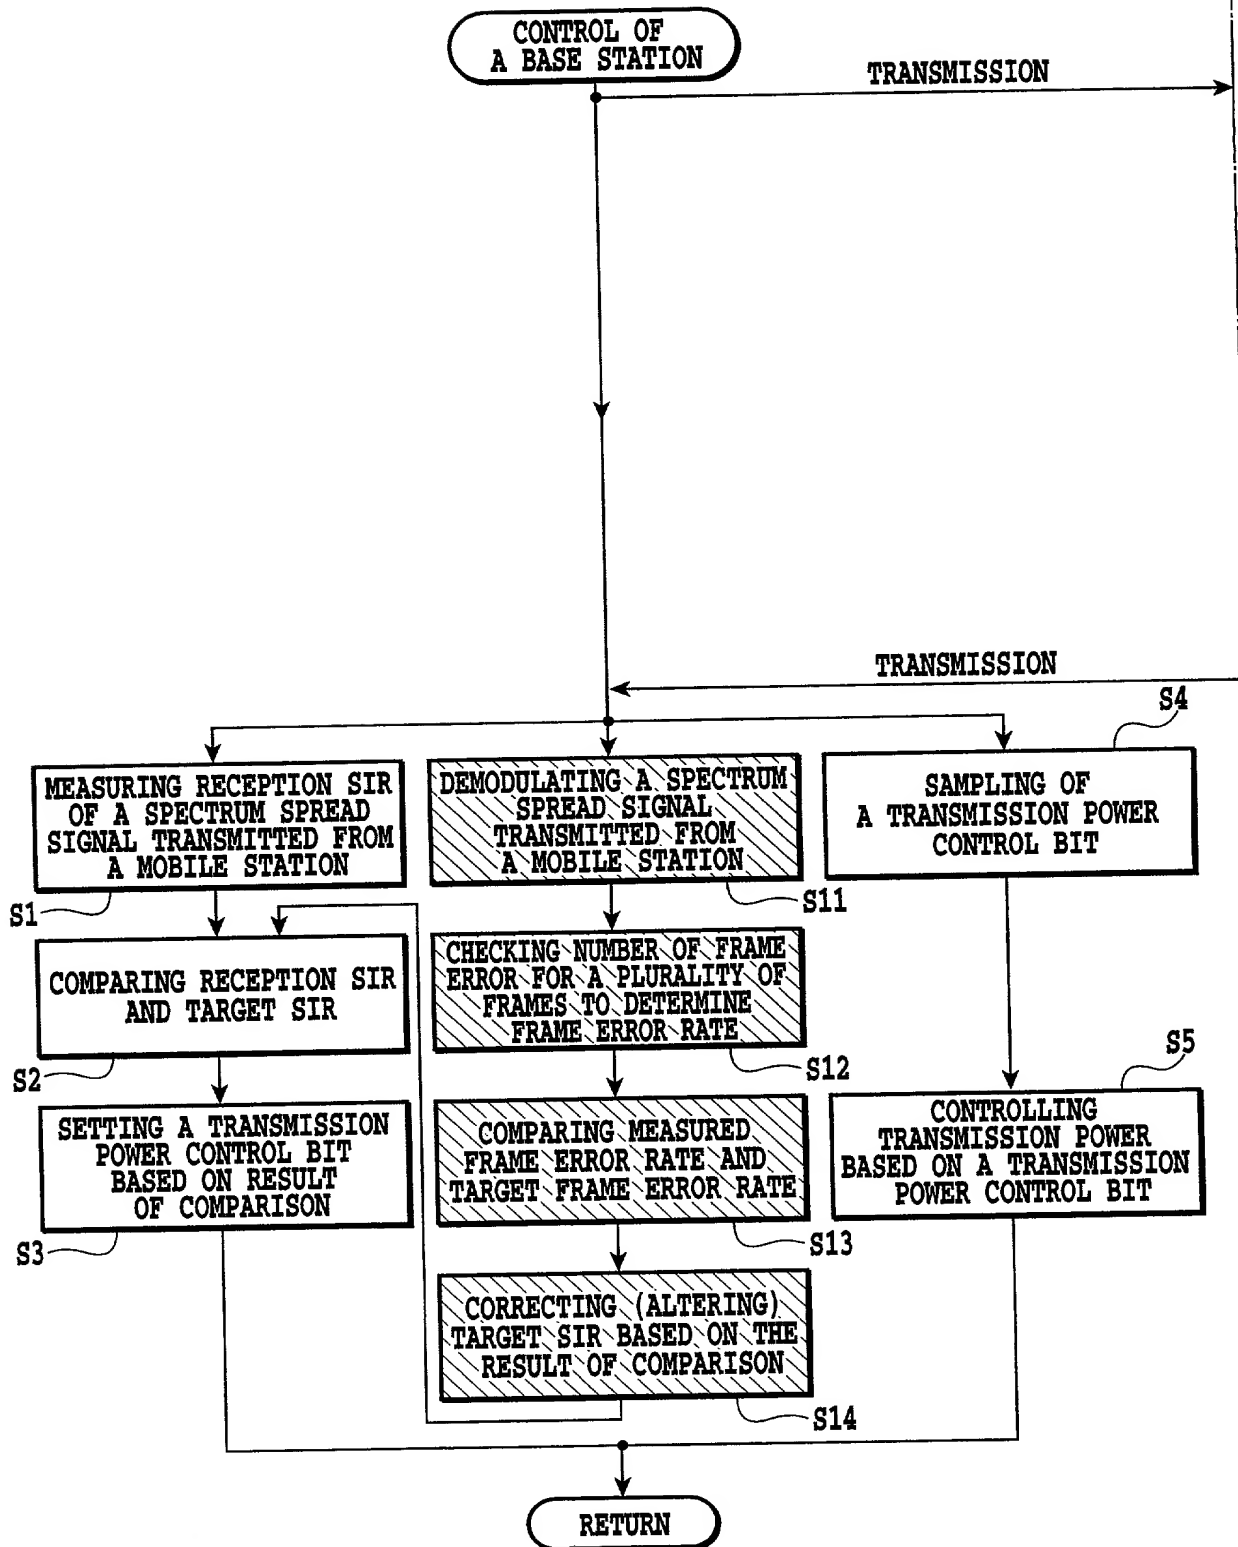 CONTROL OF
A BASE STATION
TRANSMISSION
TRANSMISSION
S4
MEASURING RECEPTION SIR
OF A SPECTRUM SPREAD
SIGNAL TRANSMITTED FROM
A MOBILE STATION
S1
DEMODULATING A SPECTRUM
SPREAD SIGNAL
TRANSMITTED FROM
A MOBILE STATION
S11
SAMPLING OF
A TRANSMISSION POWER
CONTROL BIT
COMPARING RECEPTION SIR
AND TARGET SIR
S2
CHECKING NUMBER OF FRAME
ERROR FOR A PLURALITY OF
FRAMES TO DETERMINE
FRAME ERROR RATE
S12
S5
SETTING A TRANSMISSION
POWER CONTROL BIT
BASED ON RESULT
OF COMPARISON
S3
COMPARING MEASURED
FRAME ERROR RATE AND
TARGET FRAME ERROR RATE
S13
CONTROLLING
TRANSMISSION POWER
BASED ON A TRANSMISSION
POWER CONTROL BIT
CORRECTING (ALTERING)
TARGET SIR BASED ON THE
RESULT OF COMPARISON
S14
RETURN